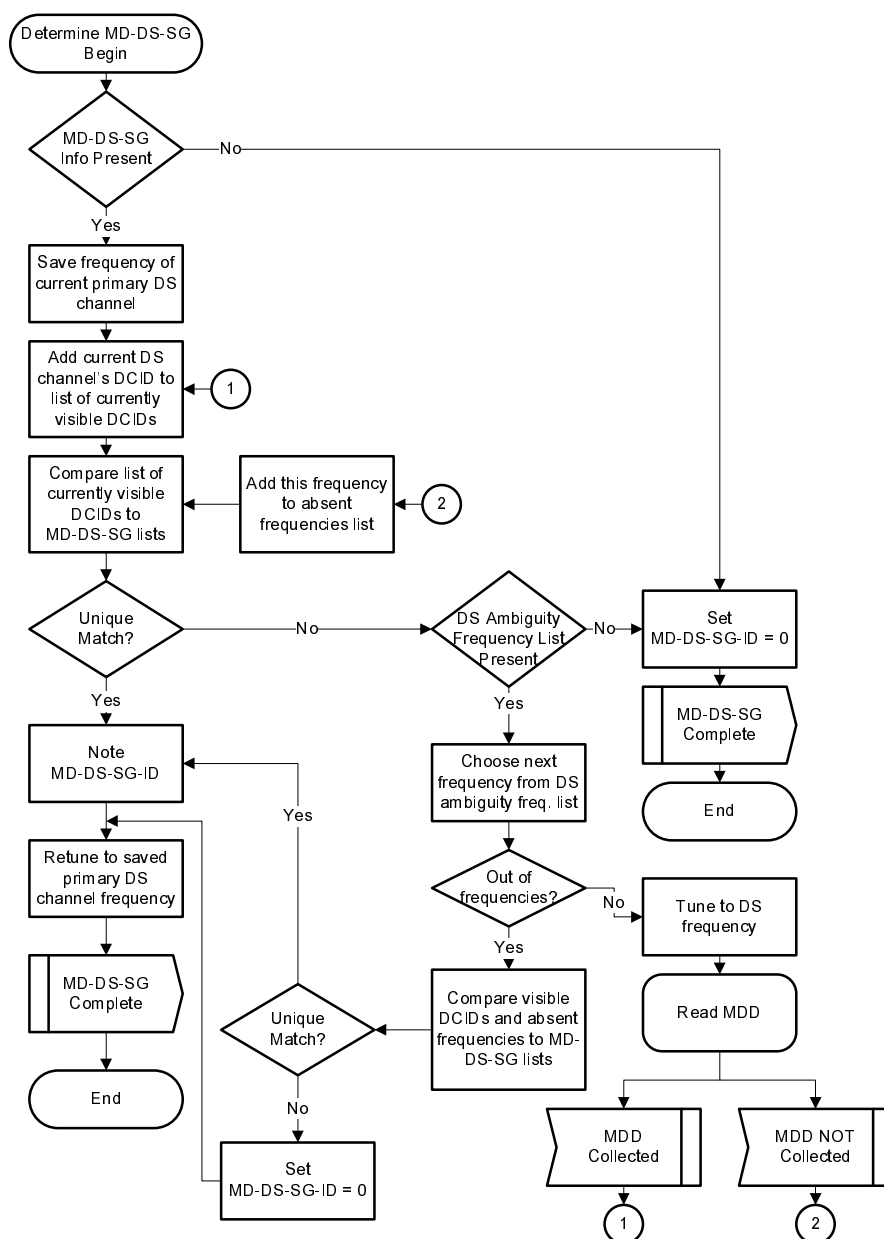 Determine MD-DS-SG
Begin
MD-DS-SG
Info Present
No
Yes
Save frequency of
current primary DS
channel
Add current DS
channel's DCID to
list of currently
visible DCIDs
1
Compare list of
currently visible
DCIDs to
MD-DS-SG lists
Add this frequency
to absent
frequencies list
2
Unique
Match?
No
DS Ambiguity
Frequency List
Present
No
Set
MD-DS-SG-ID = 0
Yes
Yes
MD-DS-SG
Complete
Note
MD-DS-SG-ID
Choose next
frequency from DS
ambiguity freq. list
End
Yes
Retune to saved
primary DS
channel frequency
Out of
frequencies?
No
Tune to DS
frequency
Yes
MD-DS-SG
Complete
Unique
Match?
Compare visible
DCIDs and absent
frequencies to MD-
DS-SG lists
Read MDD
End
No
Set
MD-DS-SG-ID = 0
MDD
Collected
MDD NOT
Collected
1
2